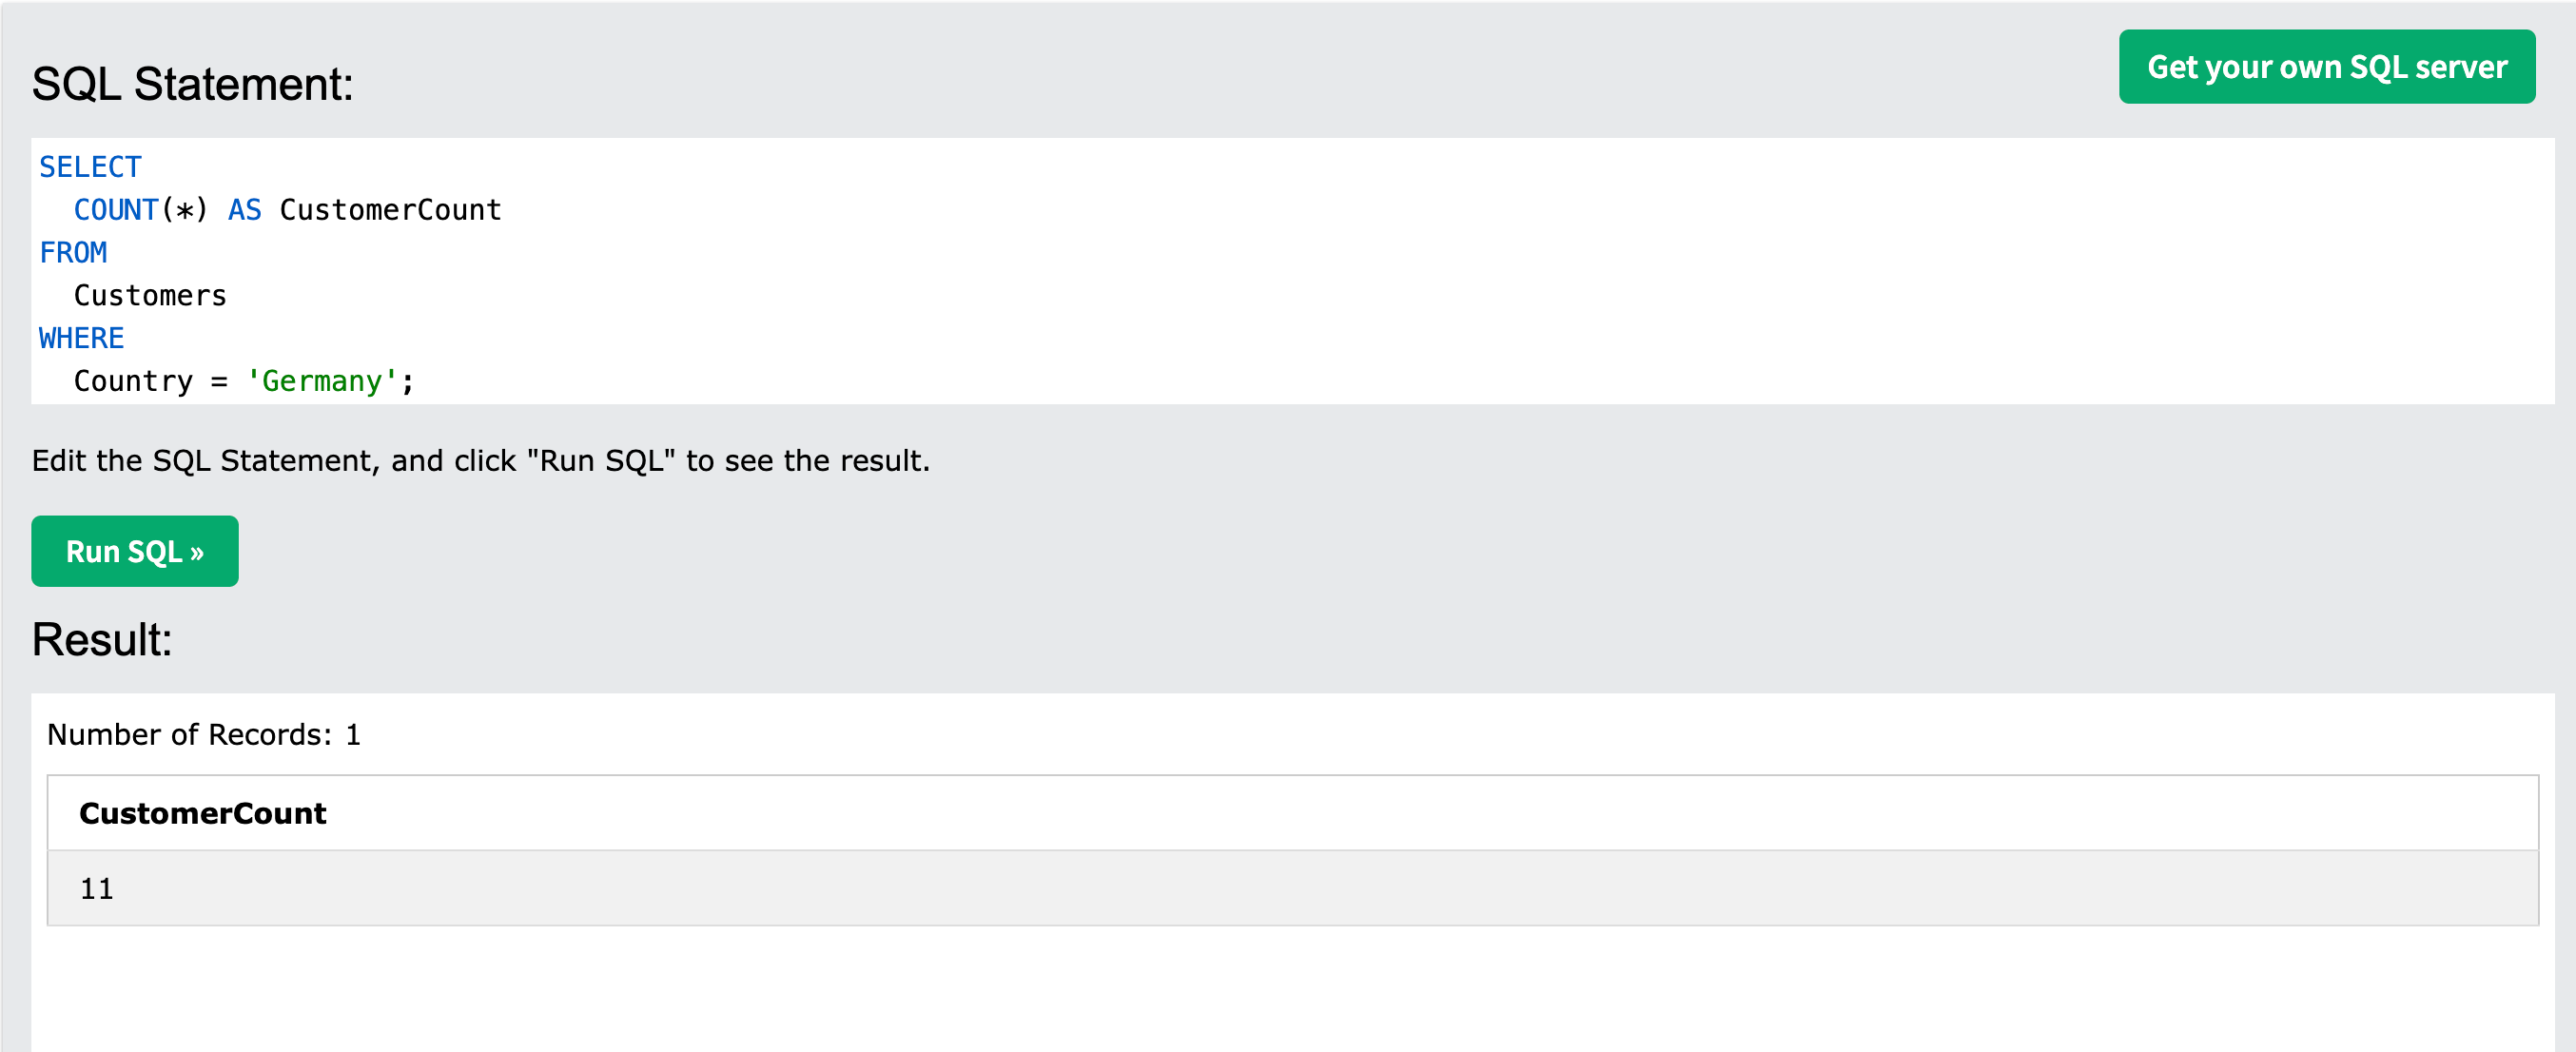 SQL Statement:
Get your own SQL server
SELECT
  COUNT(*) AS CustomerCount
FROM
  Customers
WHERE
  Country = 'Germany';
Edit the SQL Statement, and click "Run SQL" to see the result.
Run SQL »
Result:
Number of Records: 1
CustomerCount
11